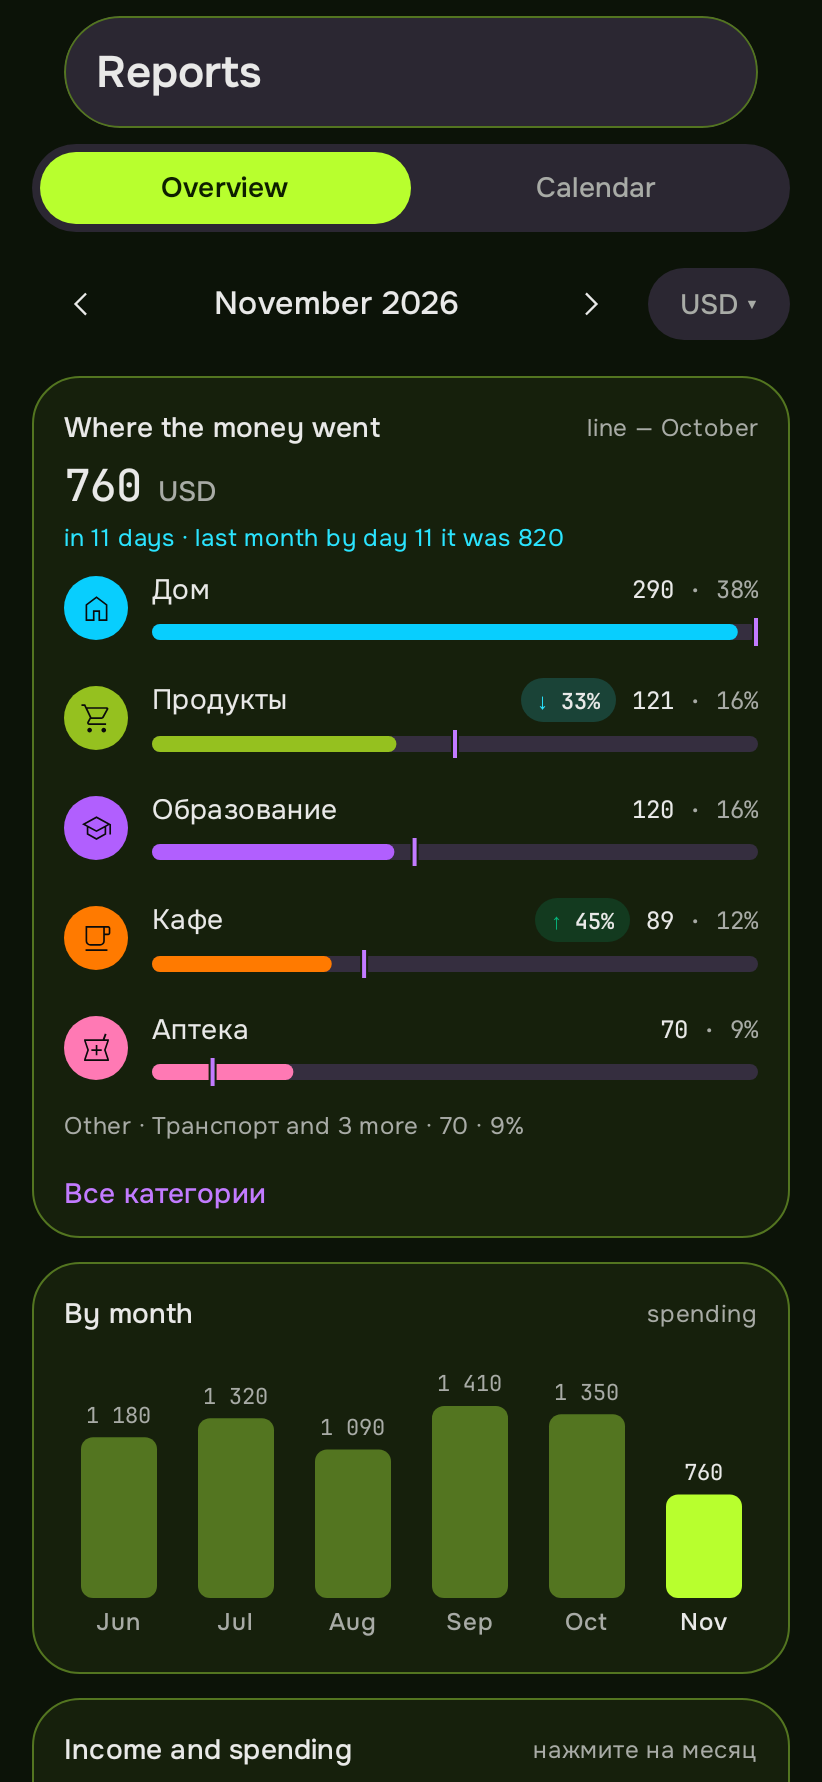 Reports
Overview
Calendar
November 2026
USD ▾
Where the money went
line — October
760 USD
in 11 days · last month by day 11 it was 820
Дом
290 · 38%
Продукты
↓ 33% 121 · 16%
Образование
120 · 16%
Кафе
↑ 45% 89 · 12%
Аптека
70 · 9%
Other · Транспорт and 3 more · 70 · 9%
Все категории
By month
spending
1 180
1 320
1 090
1 410
1 350
760
Jun
Jul
Aug
Sep
Oct
Nov
Income and spending
нажмите на месяц